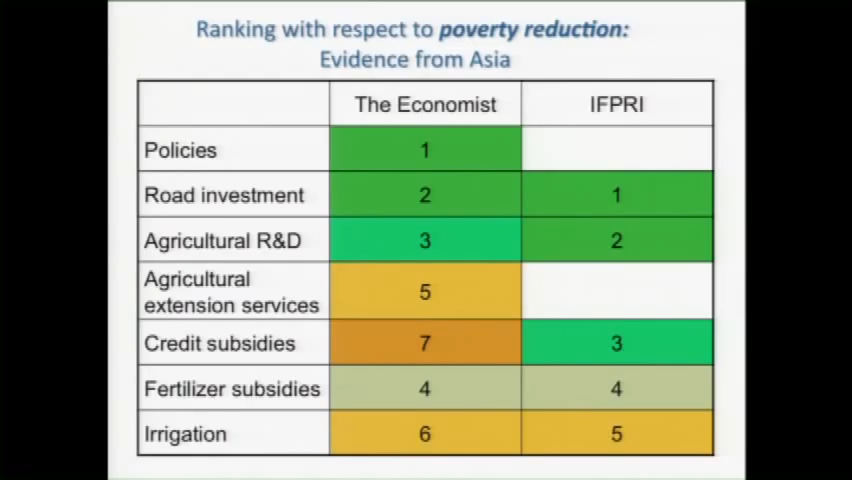 Ranking with respect to poverty reduction:
Evidence from Asia
The Economist IFPRI
Policies 1
Road investment 2 1
Agricultural R&D 3 2
Agricultural
extension services 5
Credit subsidies 7 3
Fertilizer subsidies 4 4
Irrigation 6 5